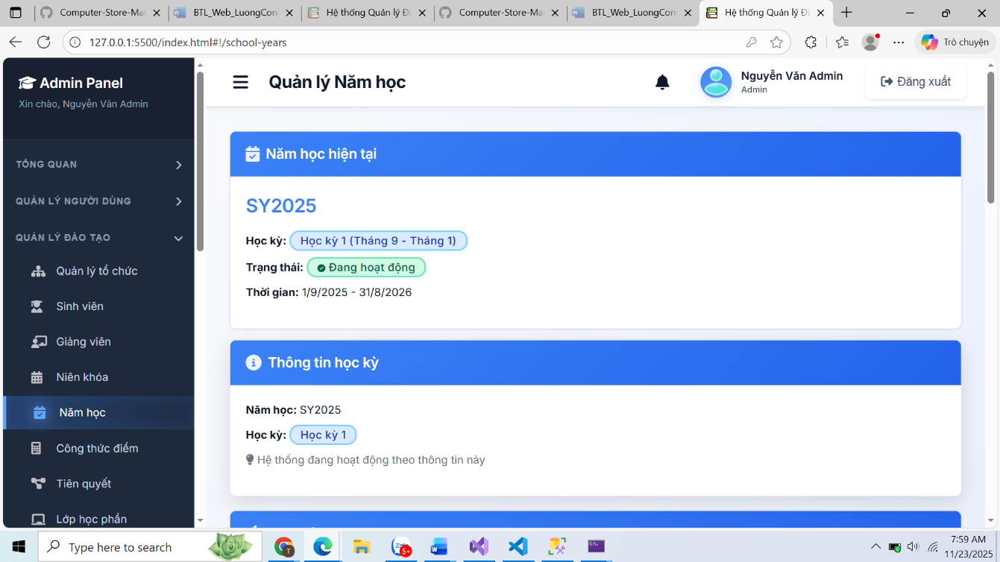 Computer-Store-Ma
BTL_Web_LuongCon
Hệ thống Quản lý Đi
Computer-Store-Ma
BTL_Web_LuongCon
Hệ thống Quản lý Đi
127.0.0.1:5500/index.html#!/school-years
Trò chuyện
Admin Panel
Xin chào, Nguyễn Văn Admin
Quản lý Năm học
Nguyễn Văn Admin
Admin
Đăng xuất
TỔNG QUAN
QUẢN LÝ NGƯỜI DÙNG
QUẢN LÝ ĐÀO TẠO
Quản lý tổ chức
Sinh viên
Giảng viên
Niên khóa
Năm học
Công thức điểm
Tiên quyết
Lớp học phần
Năm học hiện tại
SY2025
Học kỳ: Học kỳ 1 (Tháng 9 - Tháng 1)
Trạng thái: Đang hoạt động
Thời gian: 1/9/2025 - 31/8/2026
Thông tin học kỳ
Năm học: SY2025
Học kỳ: Học kỳ 1
Hệ thống đang hoạt động theo thông tin này
Type here to search
5+
7:59 AM
11/23/2025